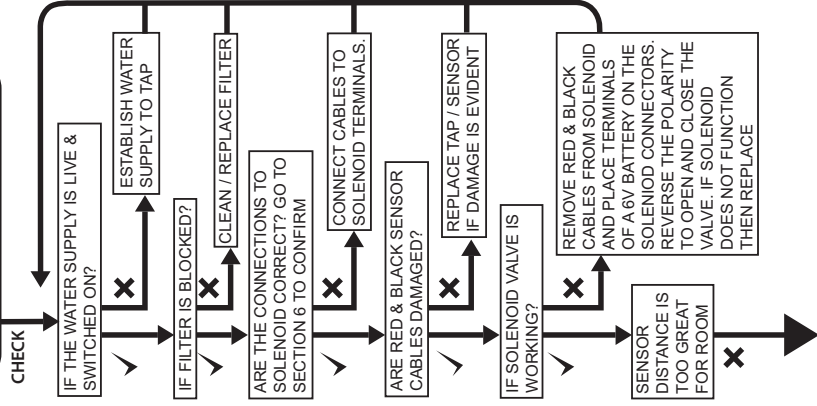 CHECK
IF THE WATER SUPPLY IS LIVE &
SWITCHED ON?
ESTABLISH WATER
SUPPLY TO TAP
IF FILTER IS BLOCKED?
CLEAN / REPLACE FILTER
ARE THE CONNECTIONS TO
SOLENOID CORRECT? GO TO
SECTION 6 TO CONFIRM
CONNECT CABLES TO
SOLENOID TERMINALS.
ARE RED & BLACK SENSOR
CABLES DAMAGED?
REPLACE TAP / SENSOR
IF DAMAGE IS EVIDENT
IF SOLENOID VALVE IS
WORKING?
REMOVE RED & BLACK
CABLES FROM SOLENOID
AND PLACE TERMINALS
OF A 6V BATTERY ON THE
SOLENIOD CONNECTORS.
REVERSE THE POLARITY
TO OPEN AND CLOSE THE
VALVE. IF SOLENOID
DOES NOT FUNCTION
THEN REPLACE
SENSOR
DISTANCE IS
TOO GREAT
FOR ROOM